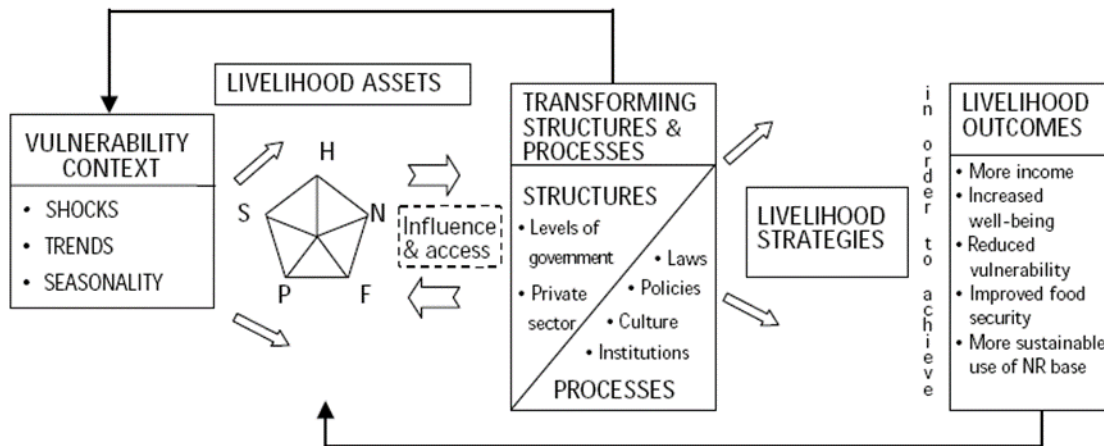 LIVELIHOOD ASSETS
VULNERABILITY
CONTEXT
• SHOCKS
• TRENDS
• SEASONALITY
H
S
N
P
F
Influence
& access
TRANSFORMING
STRUCTURES &
PROCESSES
STRUCTURES
• Levels of
government
• Private
sector
• Laws
• Policies
• Culture
• Institutions
PROCESSES
LIVELIHOOD
STRATEGIES
in order to achieve
LIVELIHOOD
OUTCOMES
• More income
• Increased
well-being
• Reduced
vulnerability
• Improved food
security
• More sustainable
use of NR base